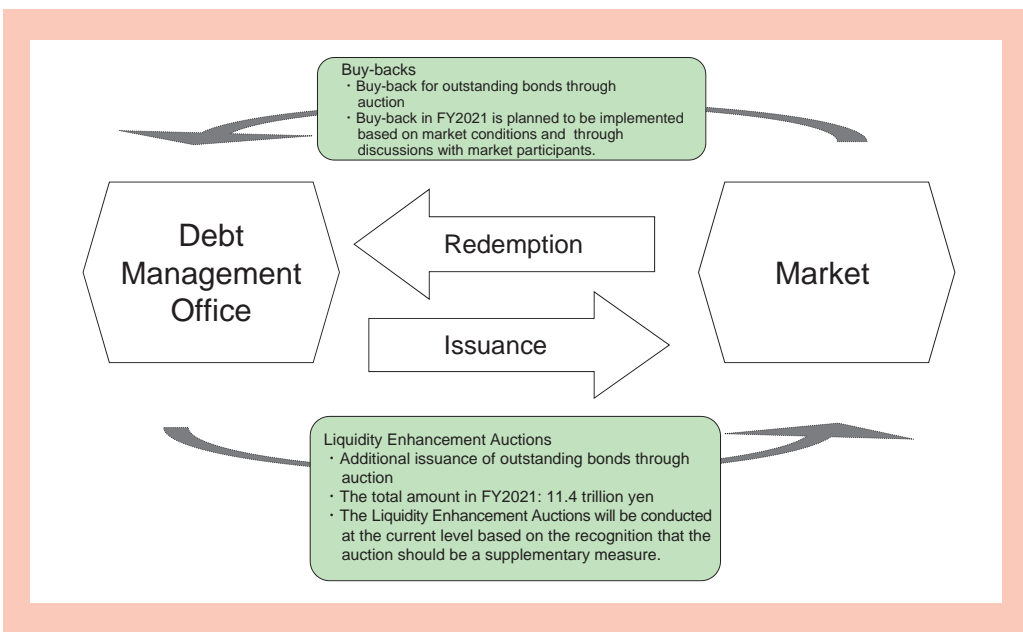 Buy-backs
・Buy-back for outstanding bonds through
auction
・Buy-back in FY2021 is planned to be implemented
based on market conditions and through
discussions with market participants.
Debt
Management
Office
Redemption
Market
Issuance
Liquidity Enhancement Auctions
・Additional issuance of outstanding bonds through
auction
・The total amount in FY2021: 11.4 trillion yen
・The Liquidity Enhancement Auctions will be conducted
at the current level based on the recognition that the
auction should be a supplementary measure.